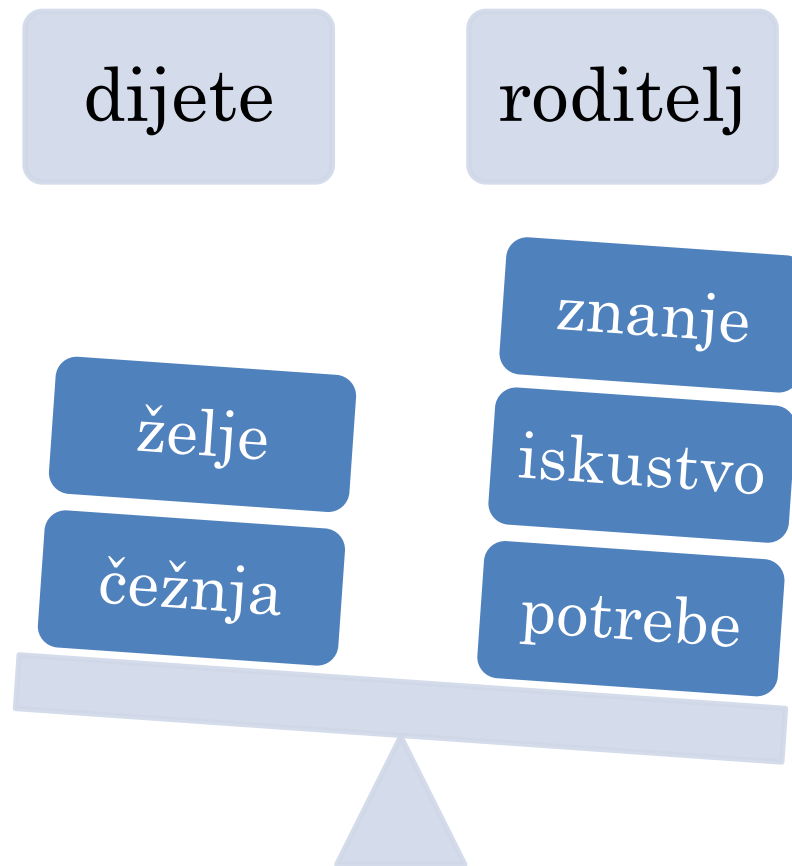 dijete
roditelj
znanje
želje
iskustvo
čežnja
potrebe